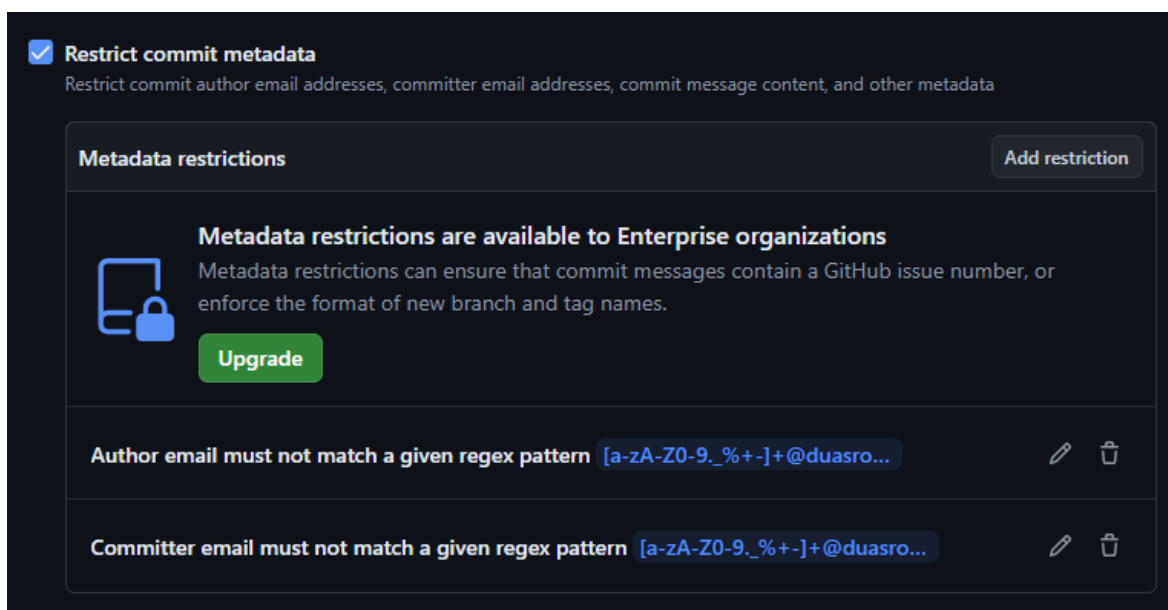 Restrict commit metadata
Restrict commit author email addresses, committer email addresses, commit message content, and other metadata
Metadata restrictions
Add restriction
Metadata restrictions are available to Enterprise organizations
Metadata restrictions can ensure that commit messages contain a GitHub issue number, or
enforce the format of new branch and tag names.
Upgrade
Author email must not match a given regex pattern [a-zA-Z0-9._%+-]+@duasro...
Committer email must not match a given regex pattern [a-zA-Z0-9._%+-]+@duasro...